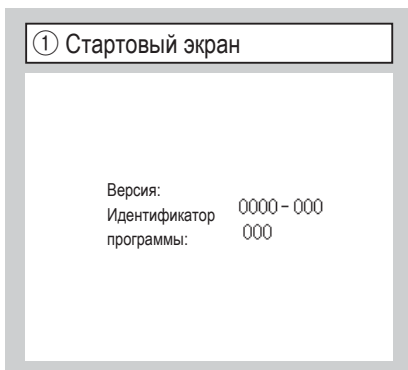 ① Стартовый экран
Версия:
Идентификатор 0000-000
программы: 000